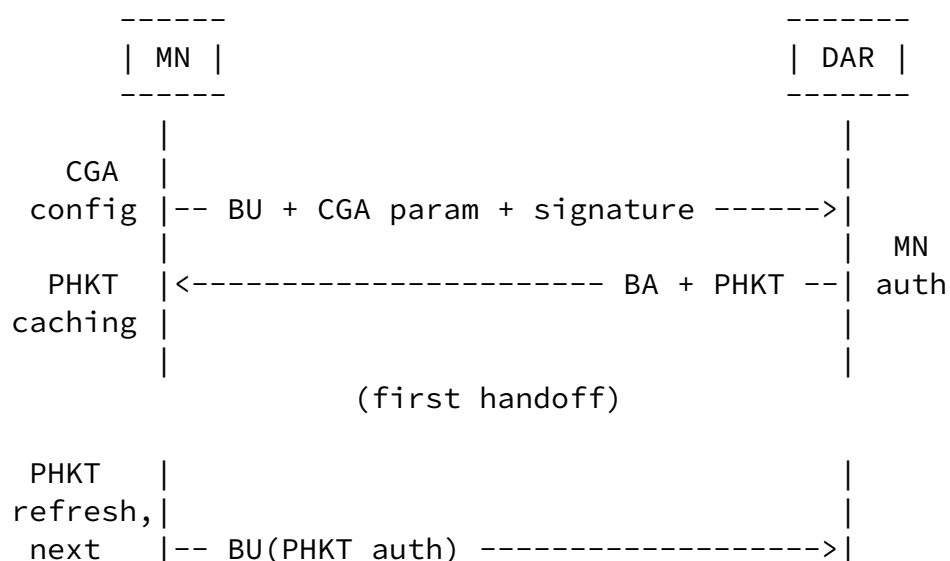 ------                               -------
| MN |                               | DAR |
------                               -------
|                                      |
CGA    |                                      |
config |-- BU + CGA param + signature ------>|
|                                      |  MN
PHKT  |<----------------------- BA + PHKT --| auth
caching |                                      |
|                                      |
(first handoff)
PHKT   |                                      |
refresh,|                                      |
next   |-- BU(PHKT auth) ------------------->|